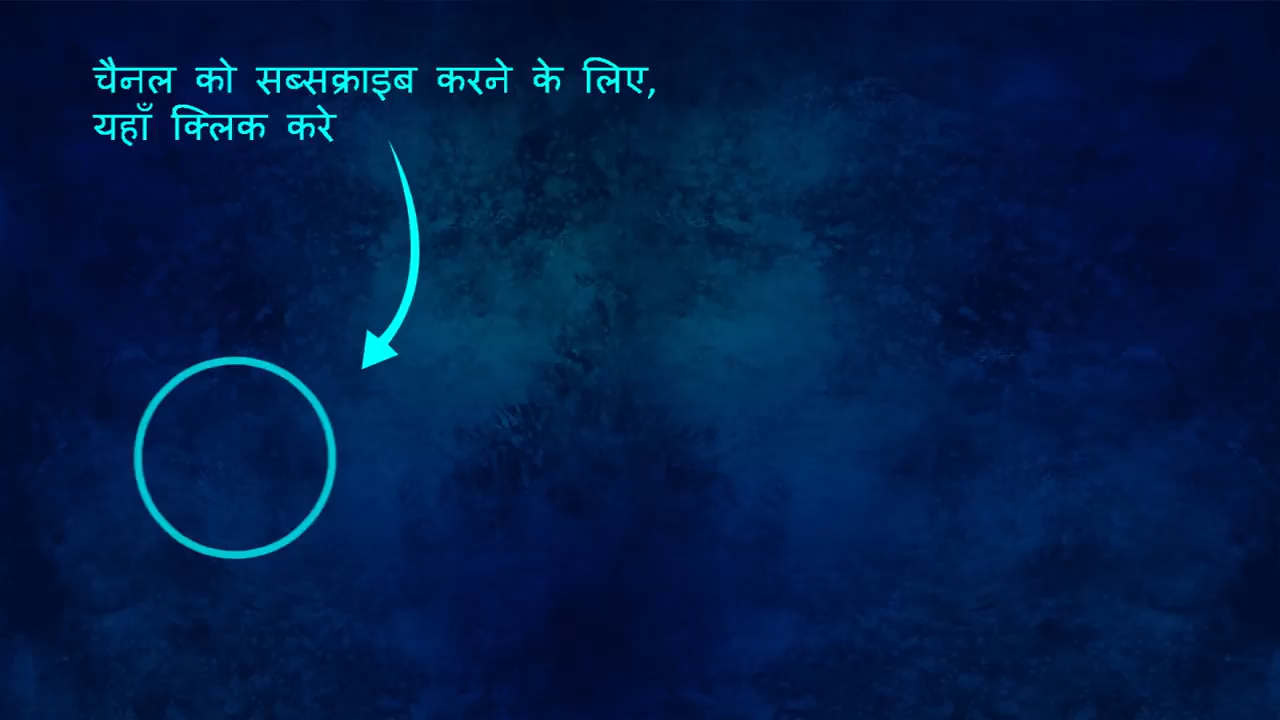 चैनल को सब्सक्राइब करने के लिए,
यहाँ क्लिक करे